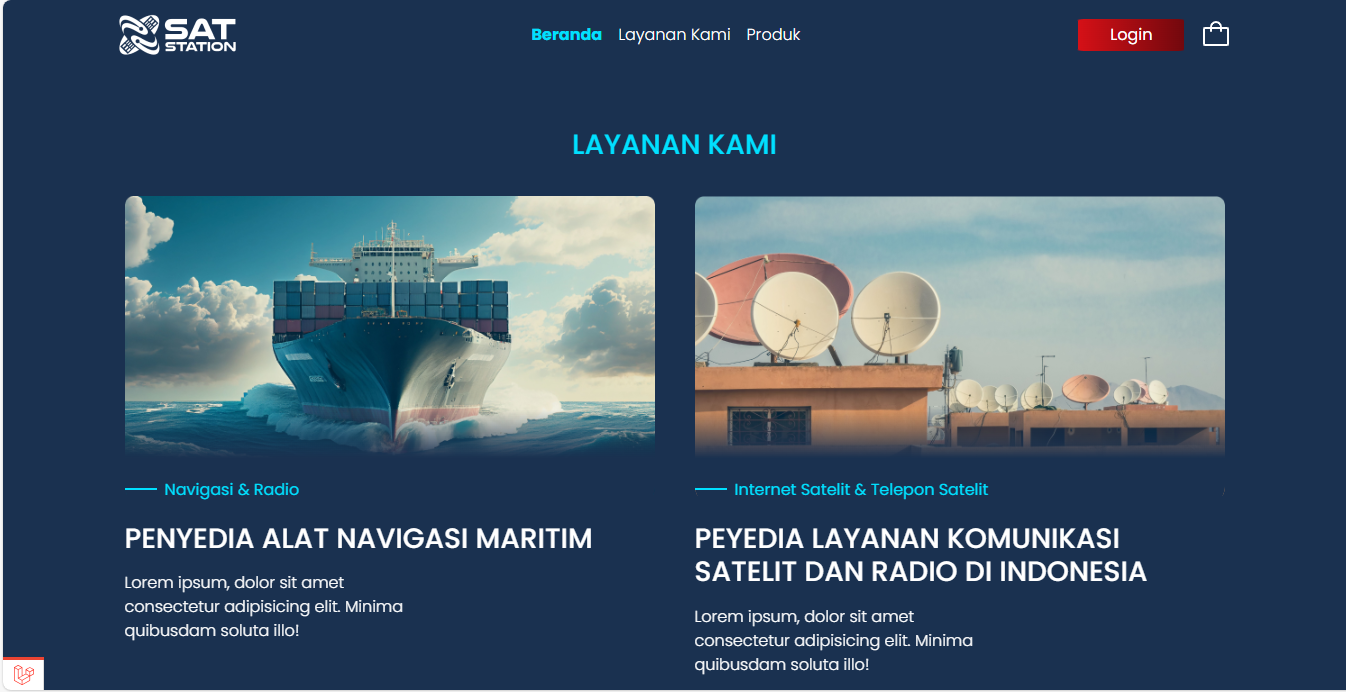 SAT
STATION
Beranda
Layanan Kami
Produk
Login
LAYANAN KAMI
Navigasi & Radio
PENYEDIA ALAT NAVIGASI MARITIM
Lorem ipsum, dolor sit amet
consectetur adipisicing elit. Minima
quibusdam soluta illo!
Internet Satelit & Telepon Satelit
PEYEDIA LAYANAN KOMUNIKASI
SATELIT DAN RADIO DI INDONESIA
Lorem ipsum, dolor sit amet
consectetur adipisicing elit. Minima
quibusdam soluta illo!